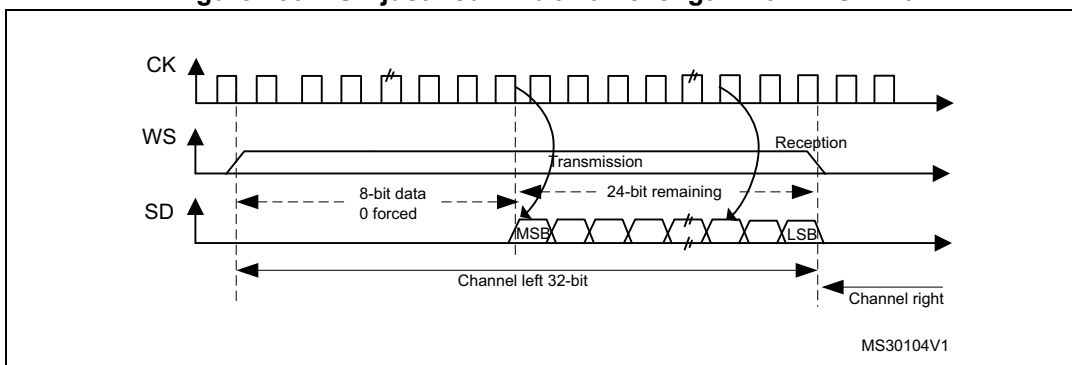 CK
WS
Transmission
Reception
8-bit data
0 forced
24-bit remaining
SD
MSB
LSB
Channel left 32-bit
Channel right
MS30104V1